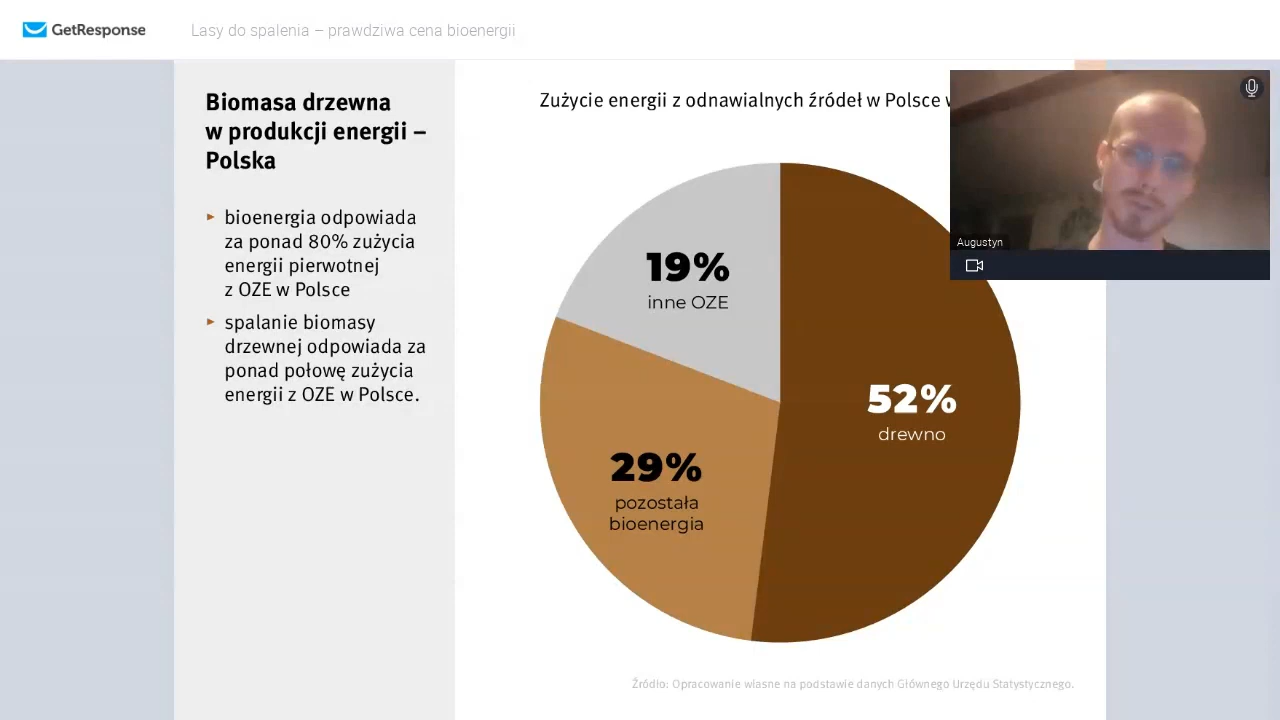 GetResponse
Lasy do spalenia – prawdziwa cena bioenergii
Biomasa drzewna
w produkcji energii –
Polska
▸ bioenergia odpowiada
za ponad 80% zużycia
energii pierwotnej
z OZE w Polsce
▸ spalanie biomasy
drzewnej odpowiada za
ponad połowę zużycia
energii z OZE w Polsce.
Zużycie energii z odnawialnych źródeł w Polsce w
Augustyn
19%
inne OZE
52%
drewno
29%
pozostała
bioenergia
Źródło: Opracowanie własne na podstawie danych Głównego Urzędu Statystycznego.